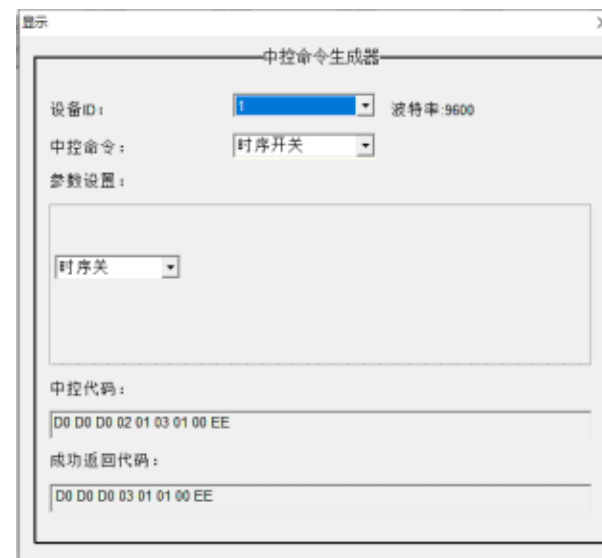 显示
中控命令生成器
设备ID: 1 波特率:9600
中控命令: 时序开关
参数设置:
时序关
中控代码:
D0 D0 D0 02 01 03 01 00 EE
成功返回代码:
D0 D0 D0 03 01 01 00 EE